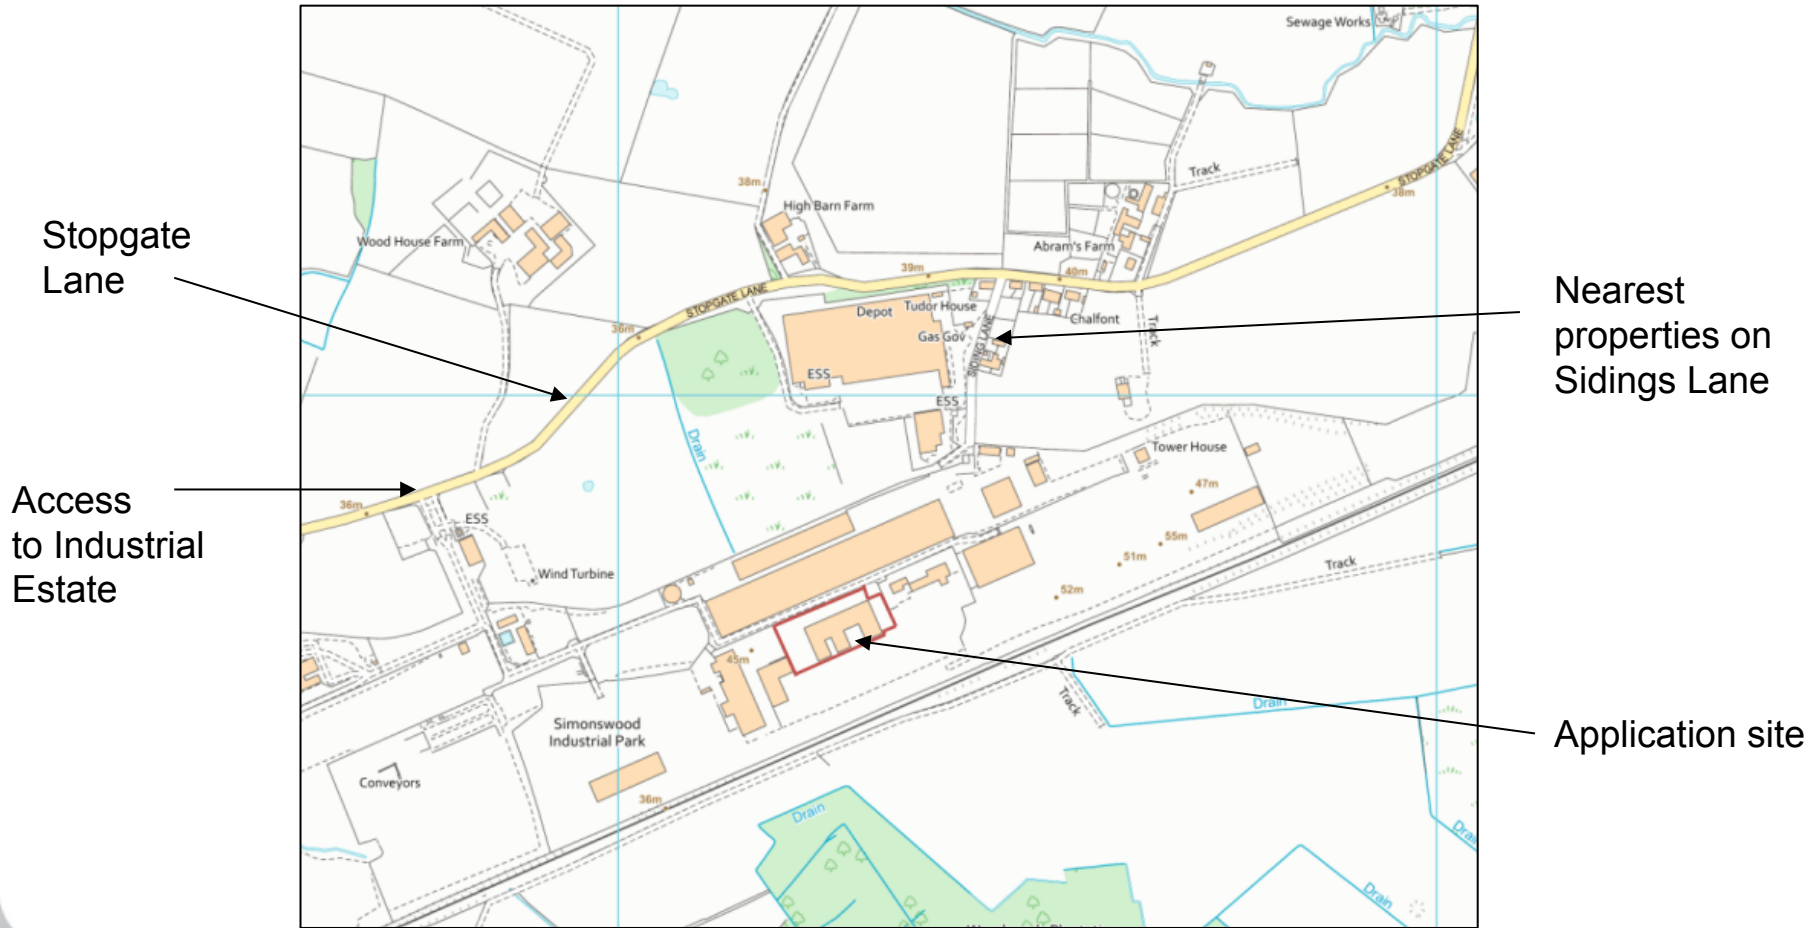 Sewage Works
STOPGATE LANE
Track
38m
38m
High Barn Farm
Wood House Farm
Stopgate
Lane
Abram's Farm
39m
40m
STOPGATE LANE
Depot
Tudor House
Chalfont
Nearest
properties on
Sidings Lane
36m
Gas Gov
SIDING LANE
Track
ESS
ESS
Drain
Tower House
47m
Access
to Industrial
Estate
36m
ESS
55m
51m
Track
Wind Turbine
52m
45m
Track
Drain
Simonswood
Industrial Park
Application site
Conveyors
36m
Drain
Drain